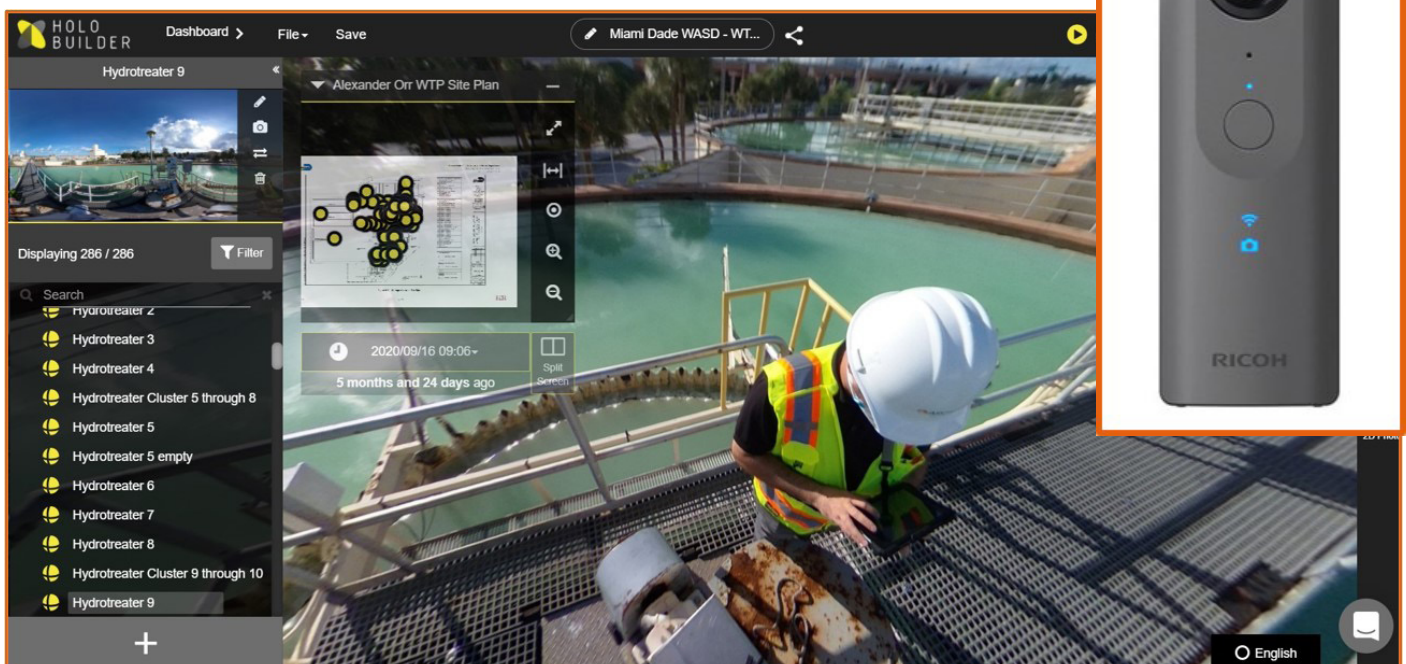 HOLO
BUILDER
Dashboard
File
Save
Miami Dade WASD - WT...
Hydrotreater 9
Alexander Orr WTP Site Plan
Displaying 286 / 286
Filter
Search
Hydrotreater 2
Hydrotreater 3
Hydrotreater 4
Hydrotreater Cluster 5 through 8
Hydrotreater 5
Hydrotreater 5 empty
Hydrotreater 6
Hydrotreater 7
Hydrotreater 8
Hydrotreater Cluster 9 through 10
Hydrotreater 9
2020/09/16 09:06
5 months and 24 days ago
Split
Screen
RICOH
English